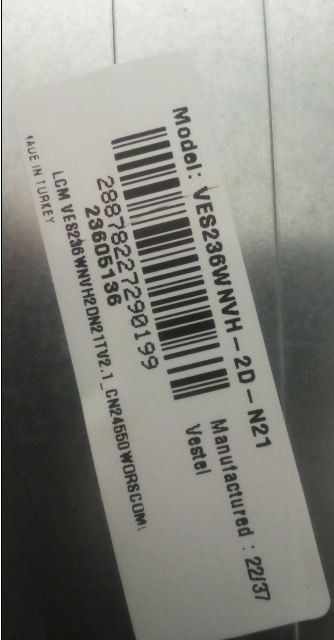 Model: VES236WNVH-2D-N21
Manufactured : 22/37
Vestel
28878227290199
23605136
LCM VES236WNVH2DN21TV2.1_CN24550WORSCOM\
MADE IN TURKEY